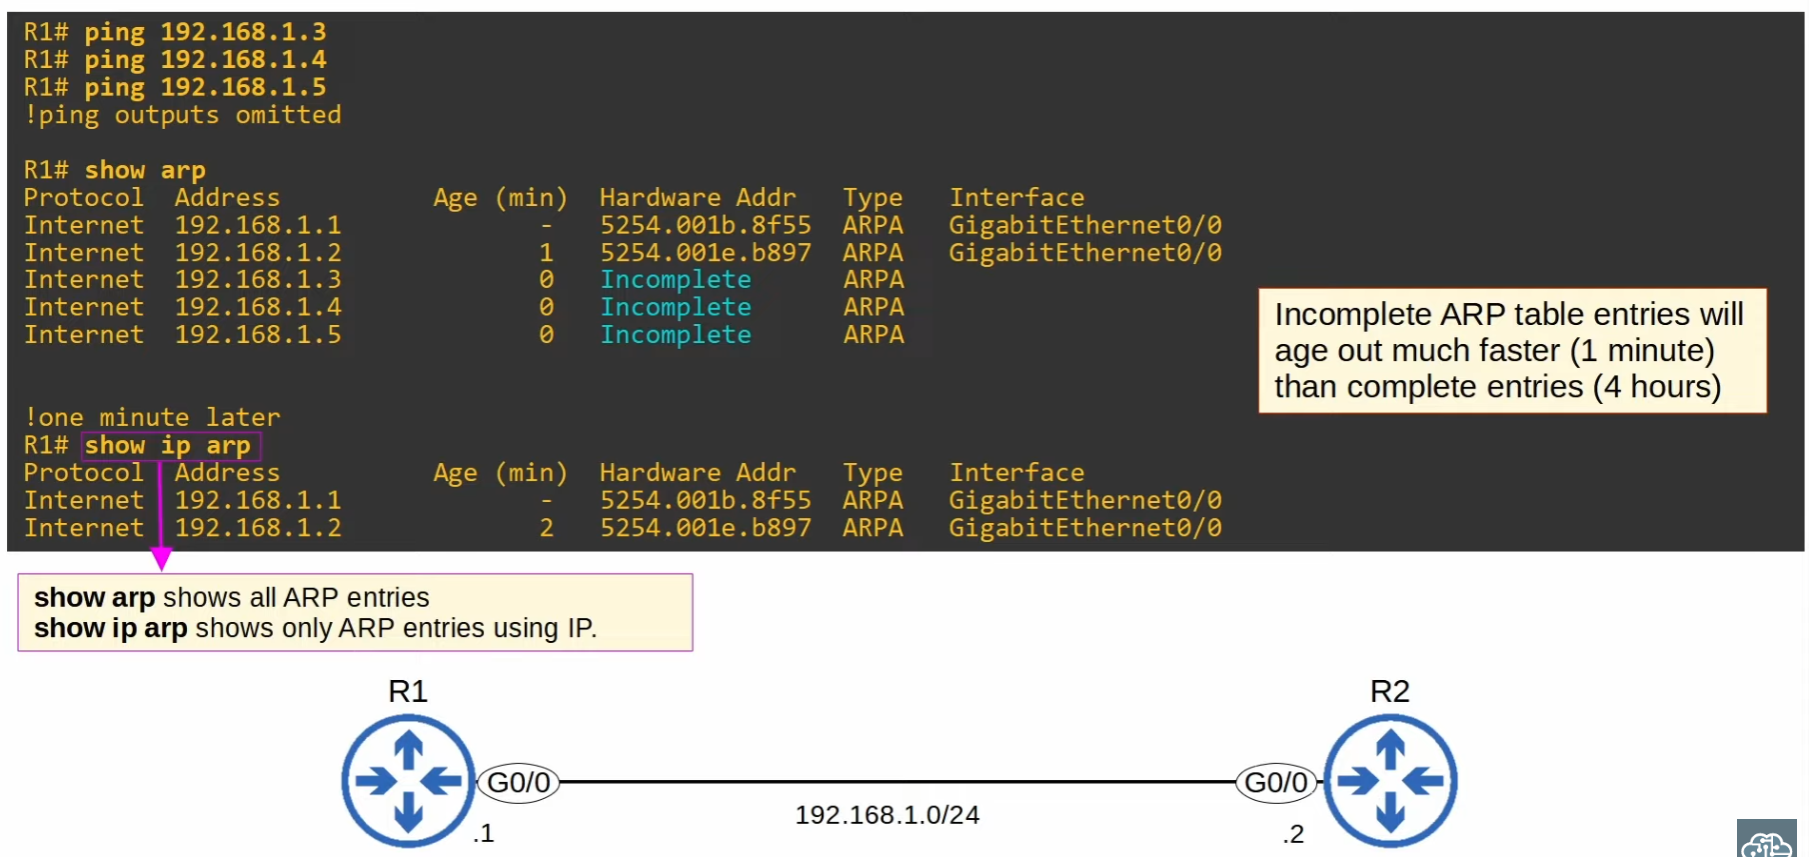 R1# ping 192.168.1.3
R1# ping 192.168.1.4
R1# ping 192.168.1.5
!ping outputs omitted
R1# show arp
Protocol Address Age (min) Hardware Addr Type Interface
Internet 192.168.1.1 - 5254.001b.8f55 ARPA GigabitEthernet0/0
Internet 192.168.1.2 1 5254.001e.b897 ARPA GigabitEthernet0/0
Internet 192.168.1.3 0 Incomplete ARPA
Internet 192.168.1.4 0 Incomplete ARPA
Internet 192.168.1.5 0 Incomplete ARPA
Incomplete ARP table entries will
age out much faster (1 minute)
than complete entries (4 hours)
!one minute later
R1# show ip arp
Protocol Address Age (min) Hardware Addr Type Interface
Internet 192.168.1.1 - 5254.001b.8f55 ARPA GigabitEthernet0/0
Internet 192.168.1.2 2 5254.001e.b897 ARPA GigabitEthernet0/0
show arp shows all ARP entries
show ip arp shows only ARP entries using IP.
R1
R2
G0/0
G0/0
192.168.1.0/24
.1
.2